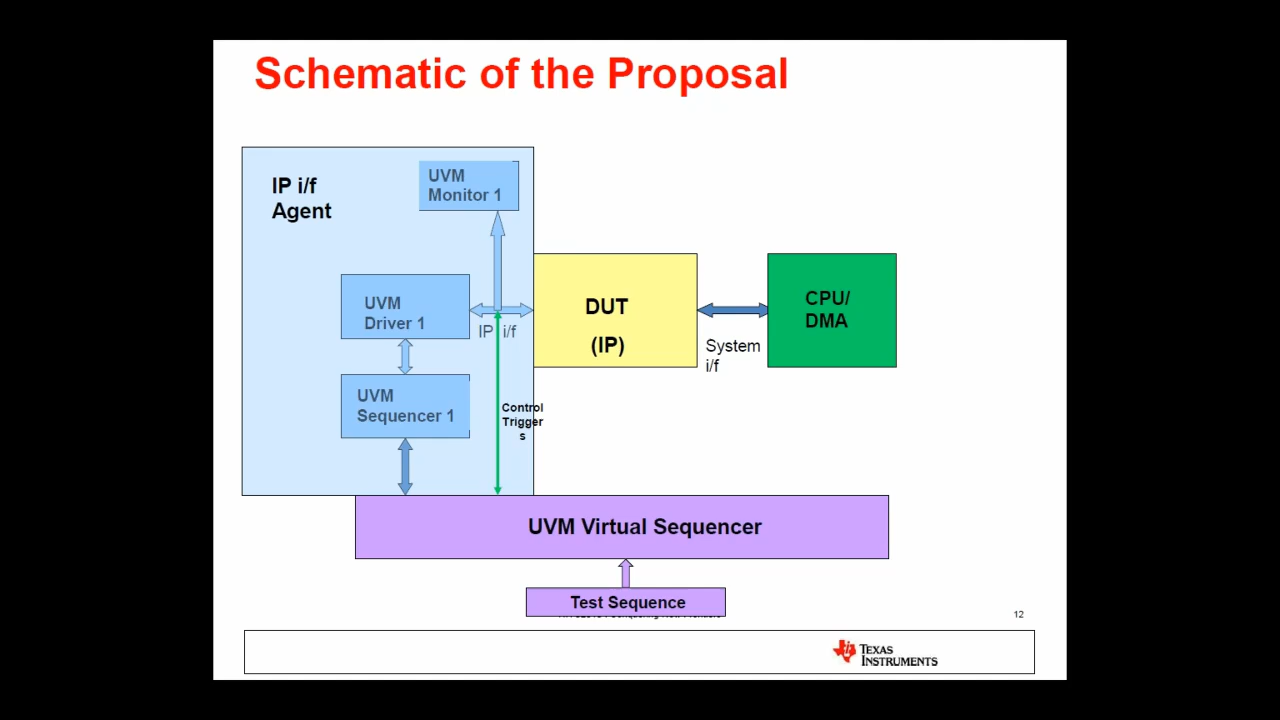 Schematic of the Proposal
IP i/f
Agent
UVM
Monitor 1
UVM
Driver 1
IP i/f
UVM
Sequencer 1
Control
Trigger
s
DUT
(IP)
System
i/f
CPU/
DMA
UVM Virtual Sequencer
Test Sequence
12
TEXAS
INSTRUMENTS